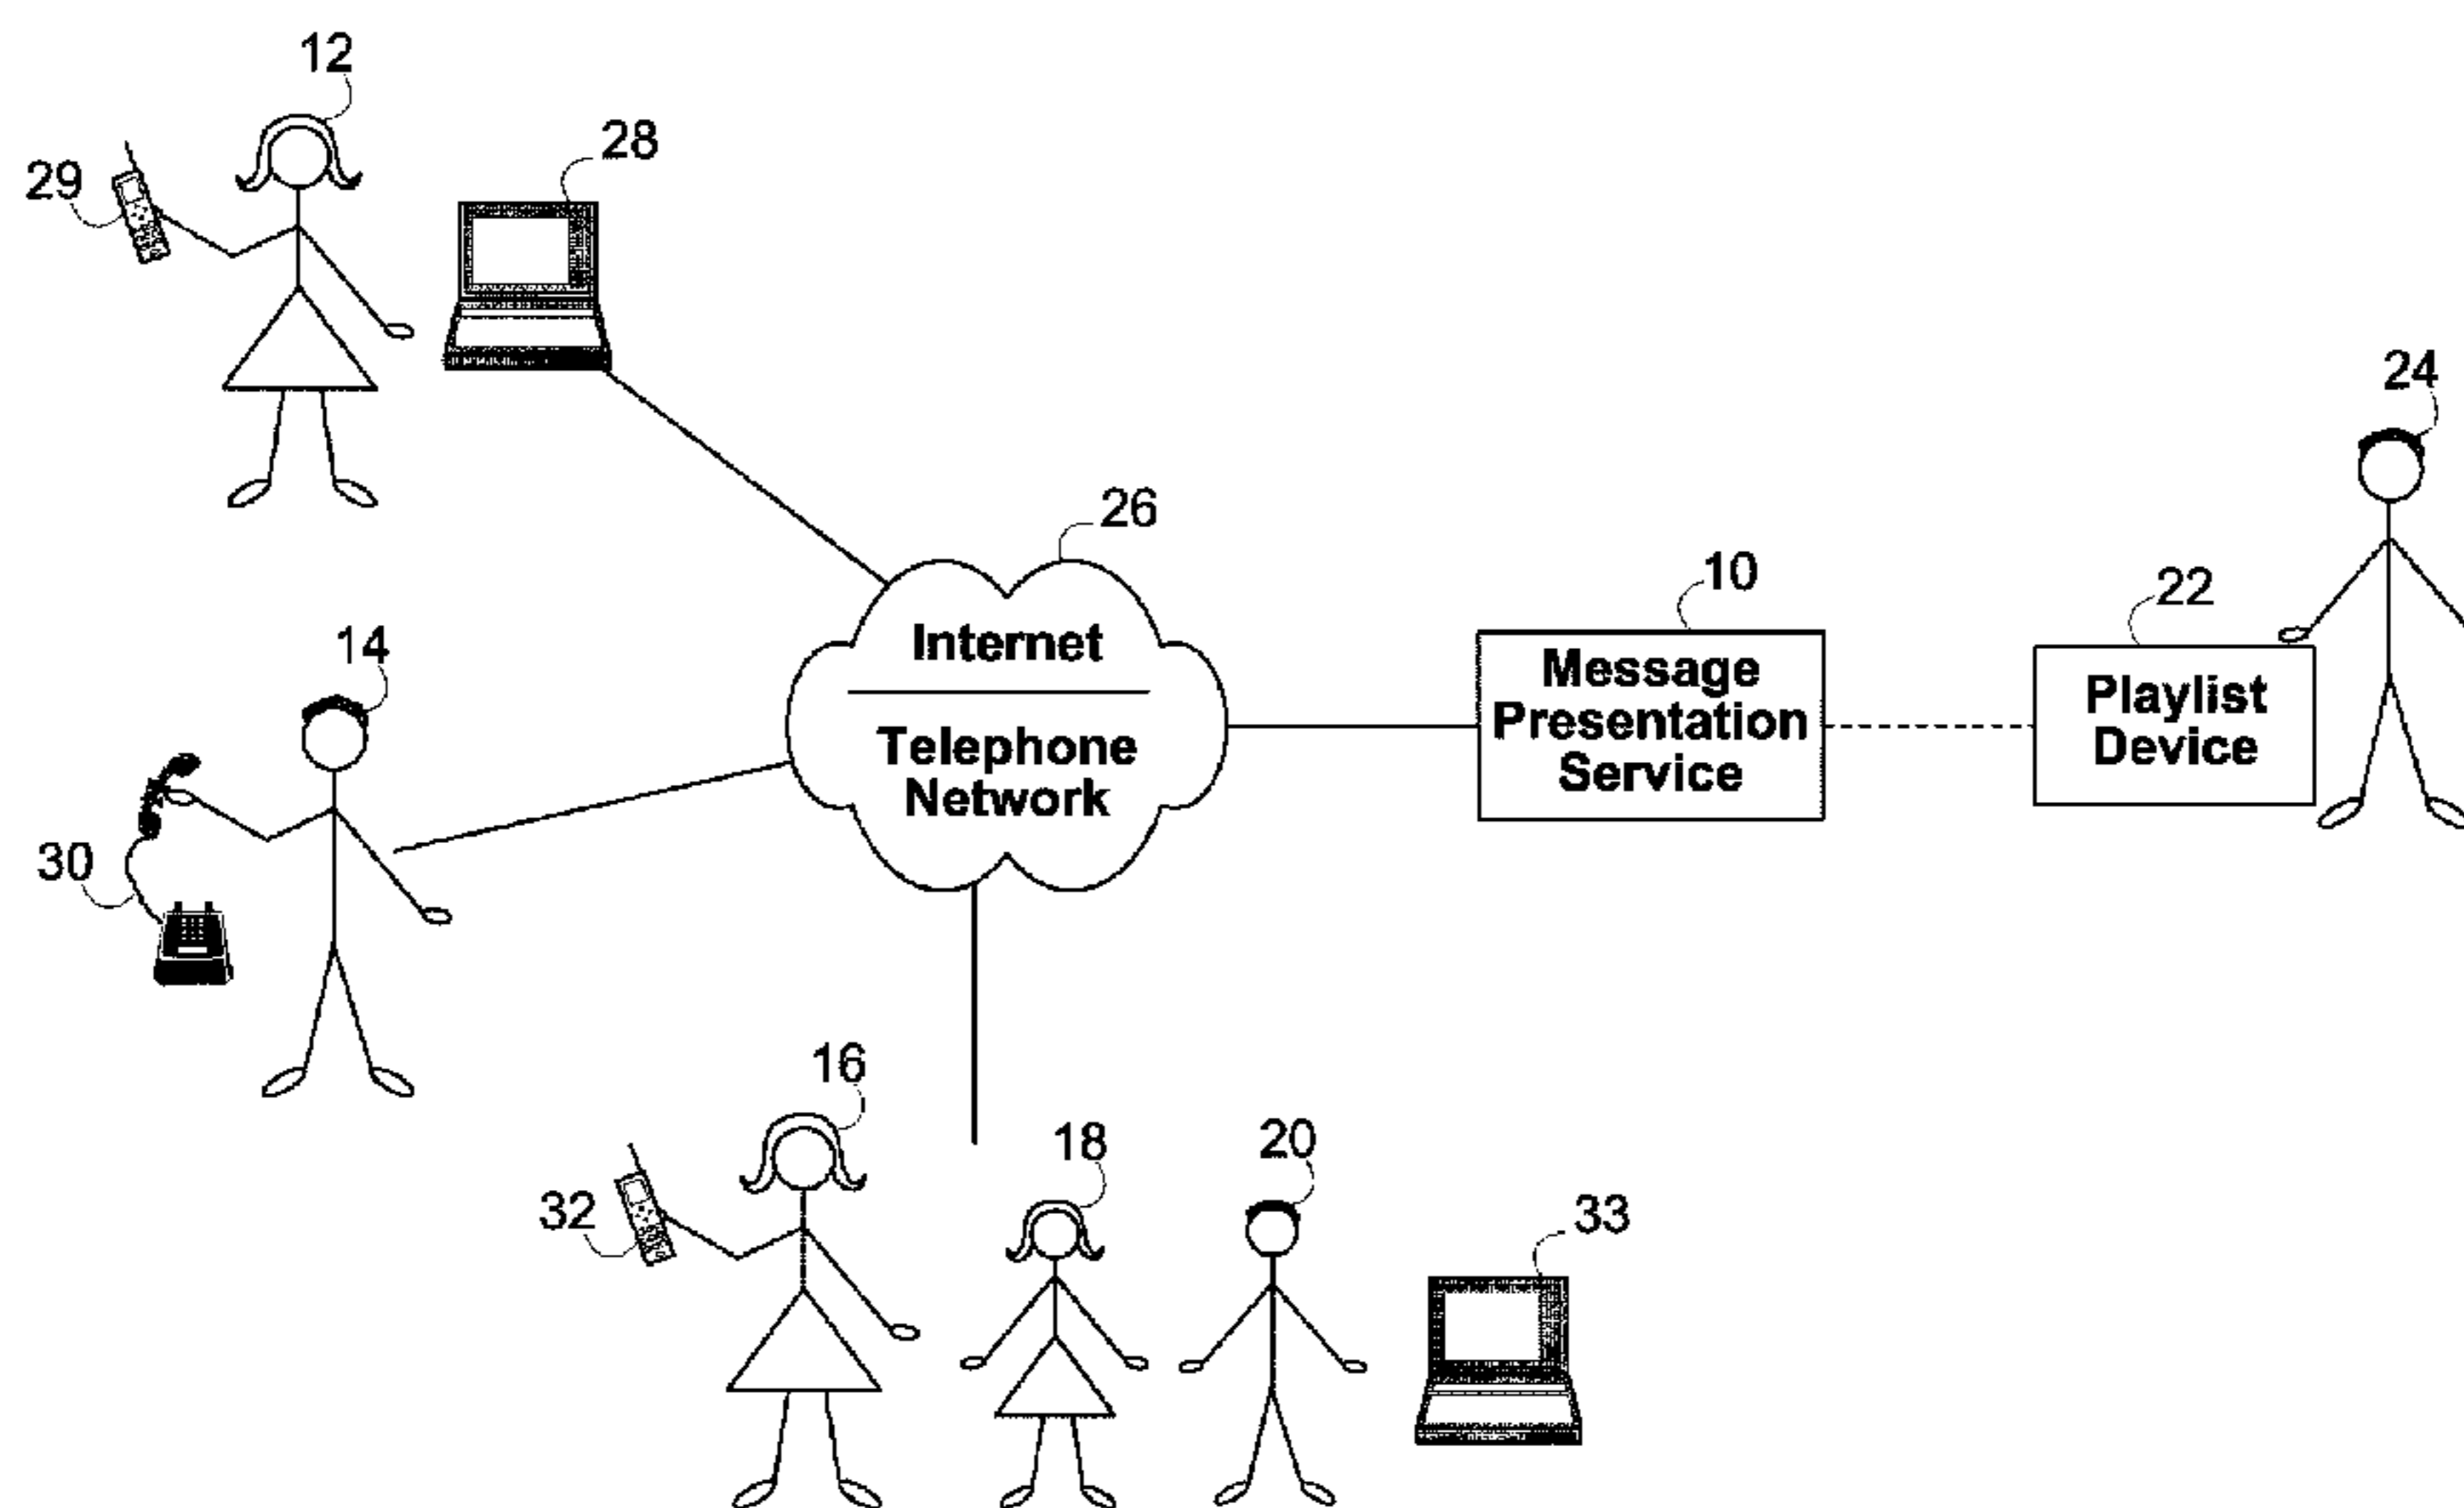 12
29
28
24
26
10
22
Internet
Telephone
Network
Message
Presentation
Service
Playlist
Device
14
30
16
18
20
32
33